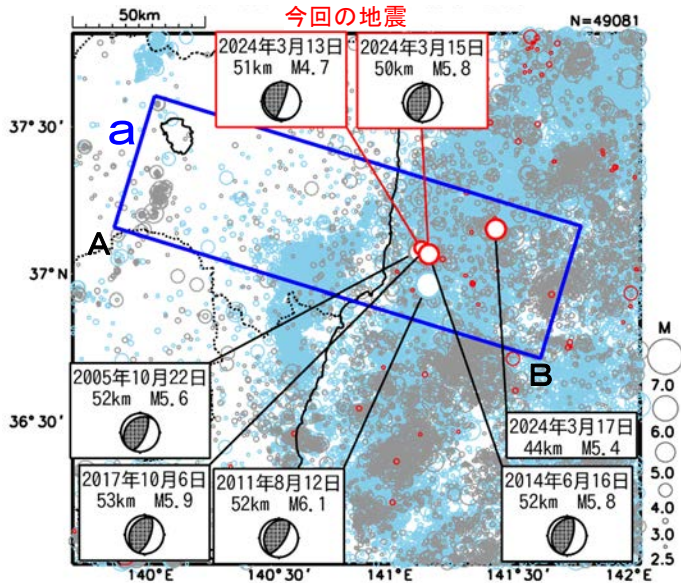 50km
今回の地震
N=49081
2024年3月13日
51km M4.7
2024年3月15日
50km M5.8
37°30'
a
A
37°N
B
M
7.0
6.0
5.0
4.0
3.0
2.5
2005年10月22日
52km M5.6
36°30'
2024年3月17日
44km M5.4
2017年10月6日
53km M5.9
2011年8月12日
52km M6.1
2014年6月16日
52km M5.8
140°E
140°30'
141°E
141°30'
142°E